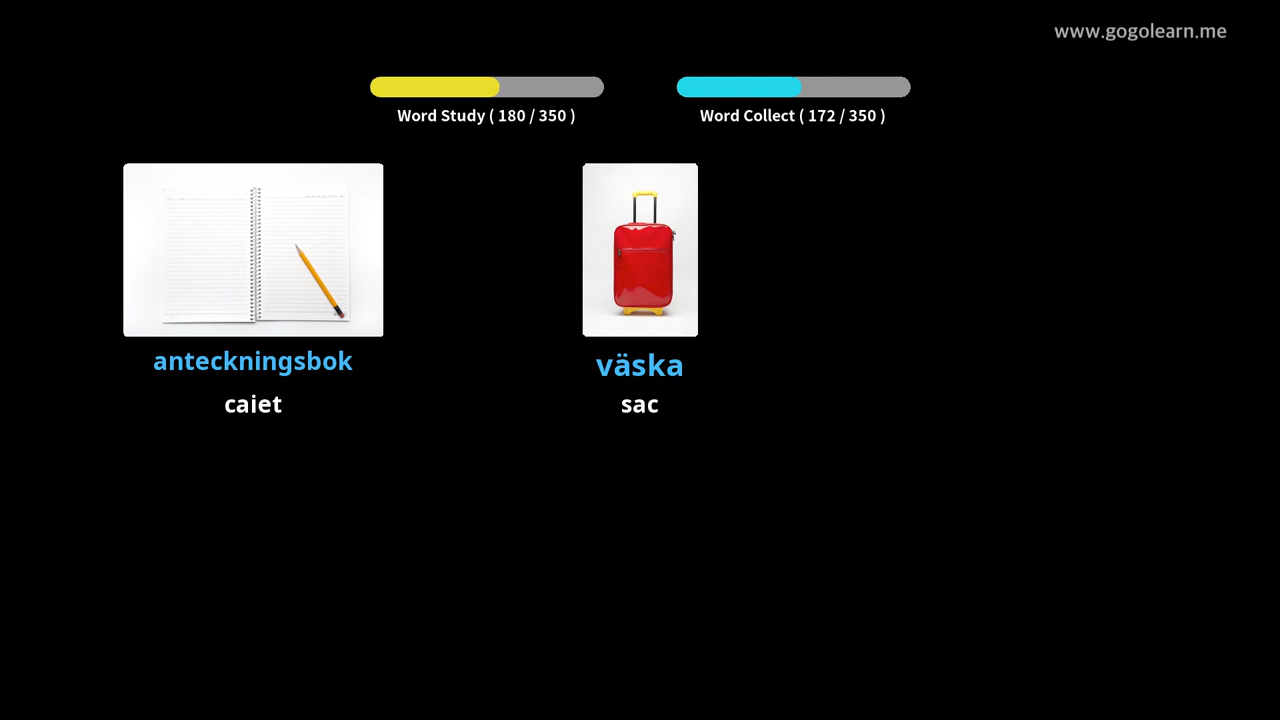 www.gogolearn.me
Word Study ( 180 / 350 )
Word Collect ( 172 / 350 )
anteckningsbok
caiet
väska
sac